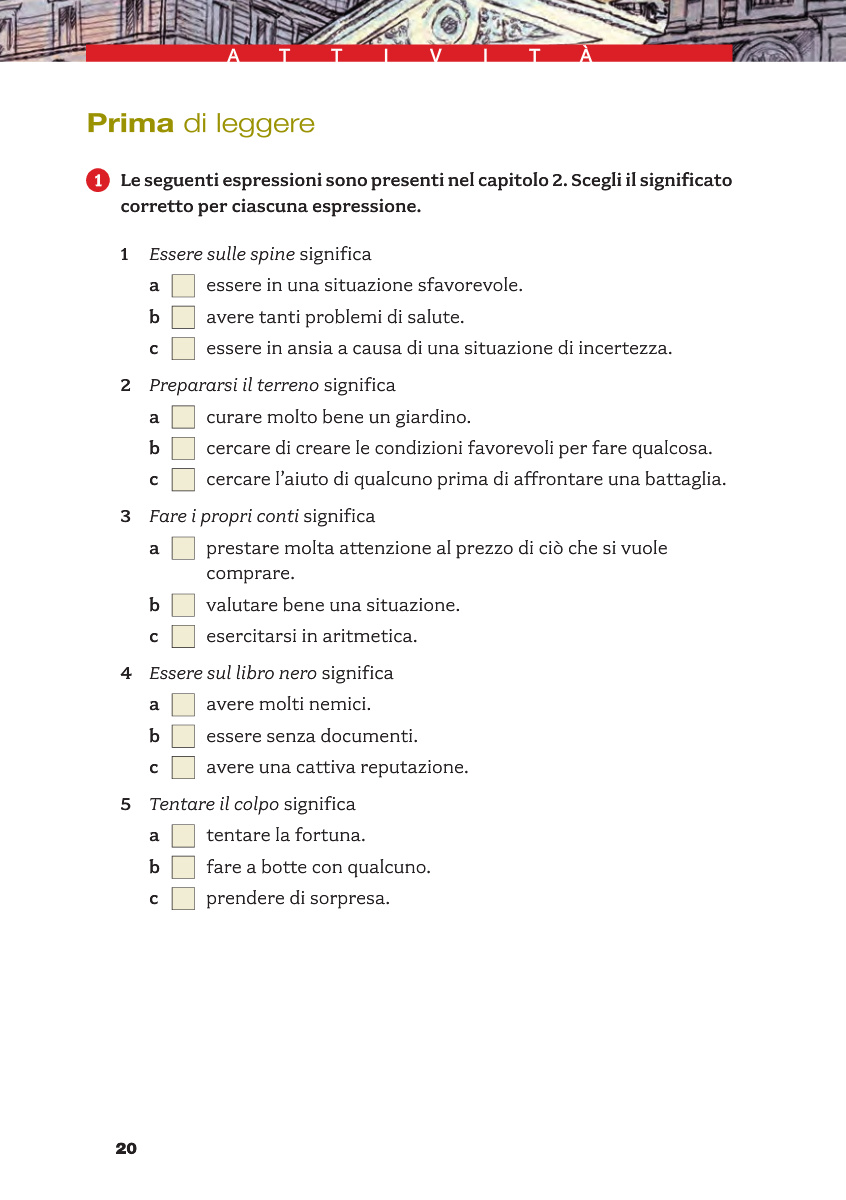 ATTIVITÀ
Prima di leggere
1 Le seguenti espressioni sono presenti nel capitolo 2. Scegli il significato
corretto per ciascuna espressione.
1 Essere sulle spine significa
a essere in una situazione sfavorevole.
b avere tanti problemi di salute.
c essere in ansia a causa di una situazione di incertezza.
2 Prepararsi il terreno significa
a curare molto bene un giardino.
b cercare di creare le condizioni favorevoli per fare qualcosa.
c cercare l’aiuto di qualcuno prima di affrontare una battaglia.
3 Fare i propri conti significa
a prestare molta attenzione al prezzo di ciò che si vuole
comprare.
b valutare bene una situazione.
c esercitarsi in aritmetica.
4 Essere sul libro nero significa
a avere molti nemici.
b essere senza documenti.
c avere una cattiva reputazione.
5 Tentare il colpo significa
a tentare la fortuna.
b fare a botte con qualcuno.
c prendere di sorpresa.
20